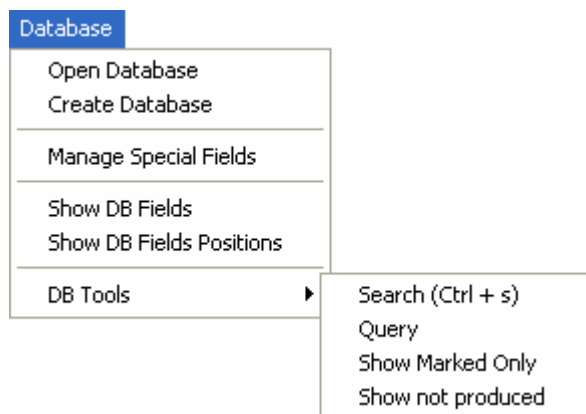 Database
Open Database
Create Database
Manage Special Fields
Show DB Fields
Show DB Fields Positions
DB Tools
Search (Ctrl + s)
Query
Show Marked Only
Show not produced